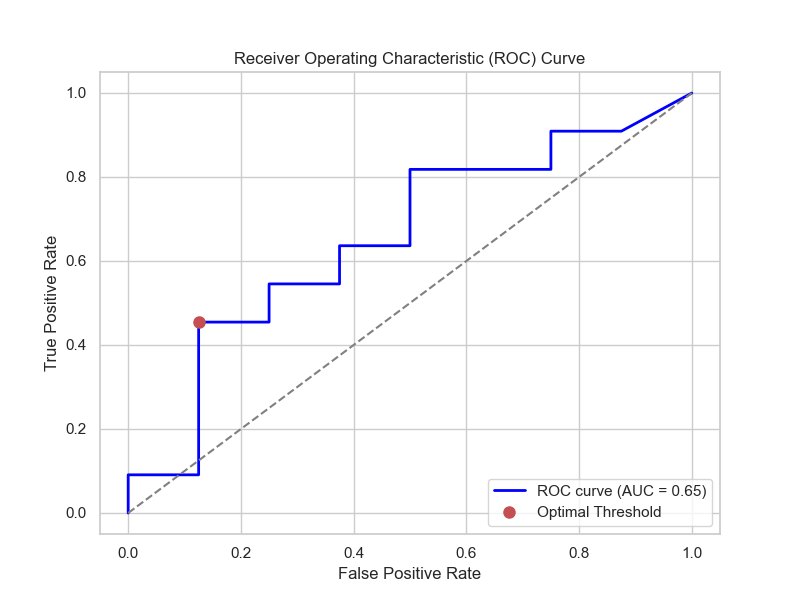 Receiver Operating Characteristic (ROC) Curve
True Positive Rate
1.0
0.8
0.6
0.4
0.2
0.0
0.0 0.2 0.4 0.6 0.8 1.0
False Positive Rate
ROC curve (AUC = 0.65)
Optimal Threshold